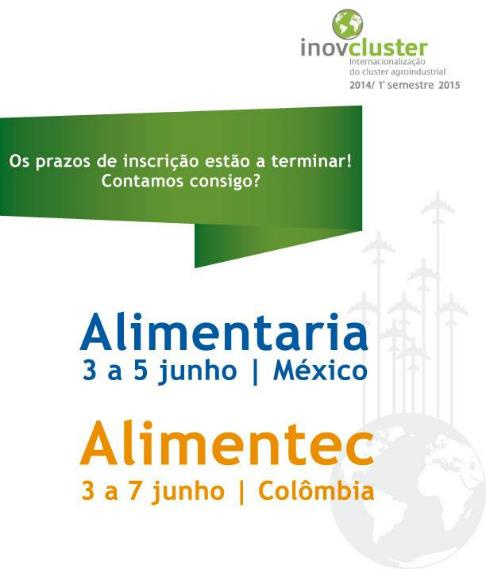 inovcluster
Internacionalização
do cluster agroindustrial
2014/ 1º semestre 2015
Os prazos de inscrição estão a terminar!
Contamos consigo?
Alimentaria
3 a 5 junho | México
Alimentec
3 a 7 junho | Colômbia